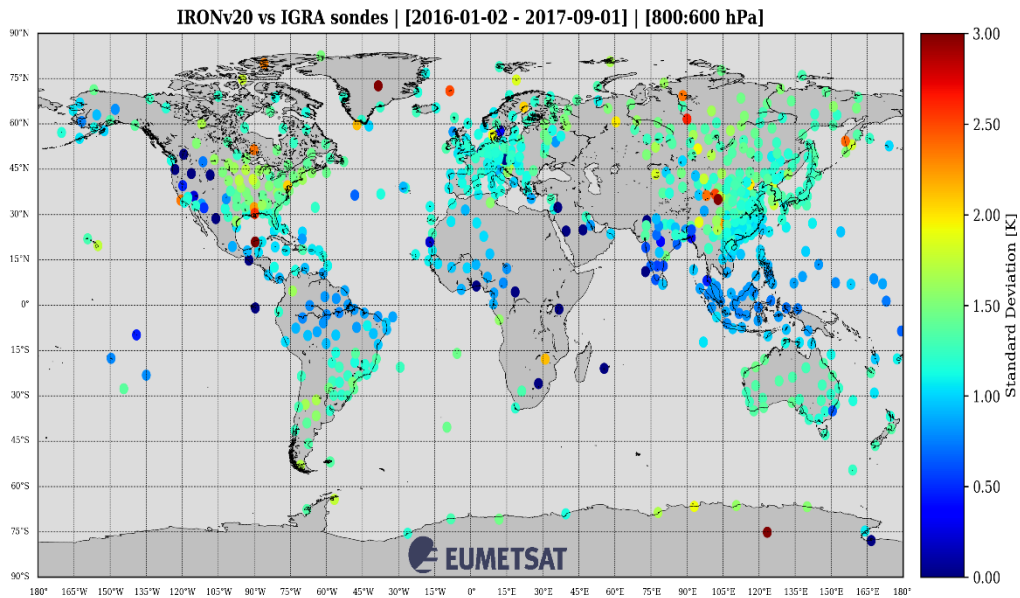 IRONv20 vs IGRA sondes | [2016-01-02 - 2017-09-01] | [800:600 hPa]
90°N
75°N
60°N
45°N
30°N
15°N
0°
15°S
30°S
45°S
60°S
75°S
90°S
180° 165°W 150°W 135°W 120°W 105°W 90°W 75°W 60°W 45°W 30°W 15°W 0° 15°E 30°E 45°E 60°E 75°E 90°E 105°E 120°E 135°E 150°E 165°E 180°
EUMETSAT
3.00
2.50
2.00
1.50
1.00
0.50
0.00
Standard Deviation [K]